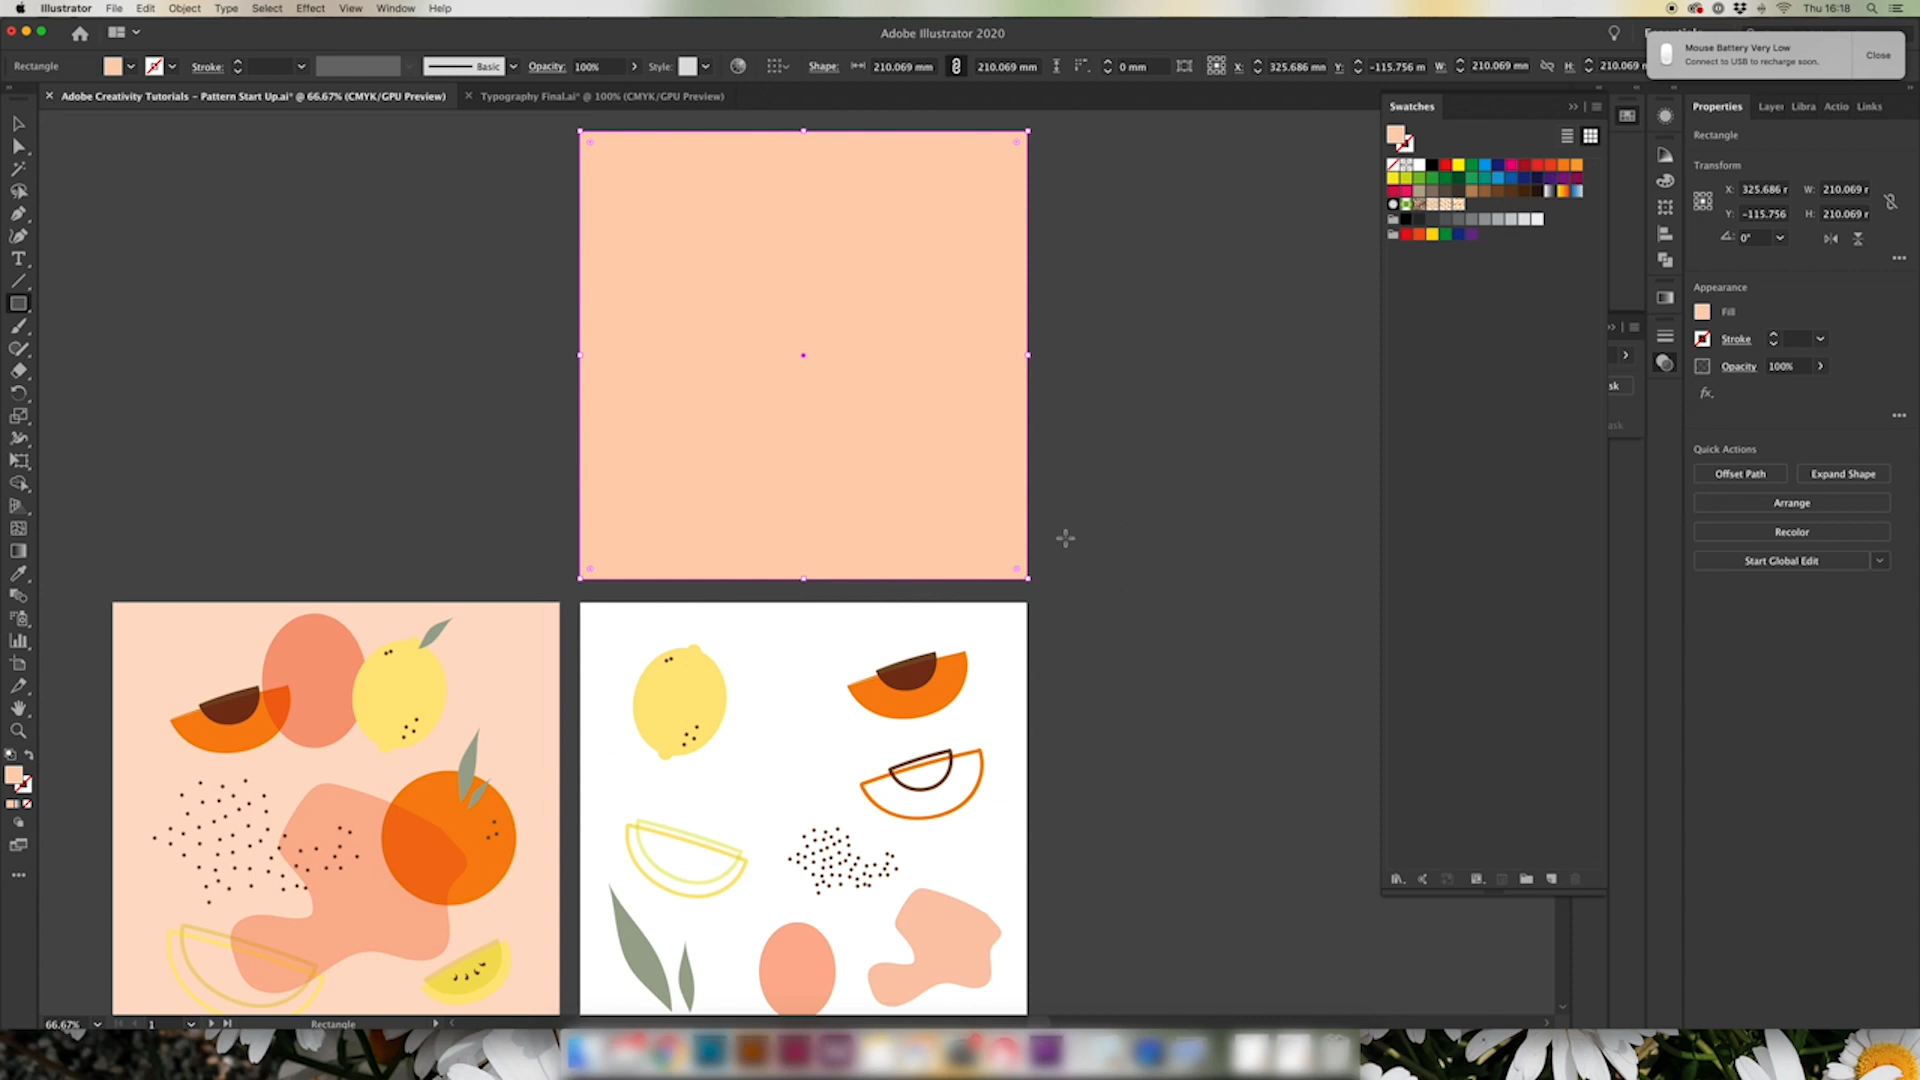 Illustrator File Edit Object Type Select Effect View Window Help
Thu 16:18
Adobe Illustrator 2020
Mouse Battery Very Low
Connect to USB to recharge soon.
Close
Rectangle
Stroke:
Basic
Opacity: 100%
Style:
Shape: 210.069 mm 210.069 mm 0 mm X: 325.686 mm Y: -115.756 m W: 210.069 mm H: 210.069
× Adobe Creativity Tutorials – Pattern Start Up.ai* @ 66.67% (CMYK/GPU Preview)
× Typography Final.ai* @ 100% (CMYK/GPU Preview)
Swatches
Properties Layer Libra Actio Links
Rectangle
Transform
X: 325.686 r W: 210.069 r
Y: -115.756 H: 210.069 r
0°
Appearance
Fill
Stroke
Opacity 100%
fx.
Quick Actions
Offset Path Expand Shape
Arrange
Recolor
Start Global Edit
sk
ask
66.67% 1 Rectangle